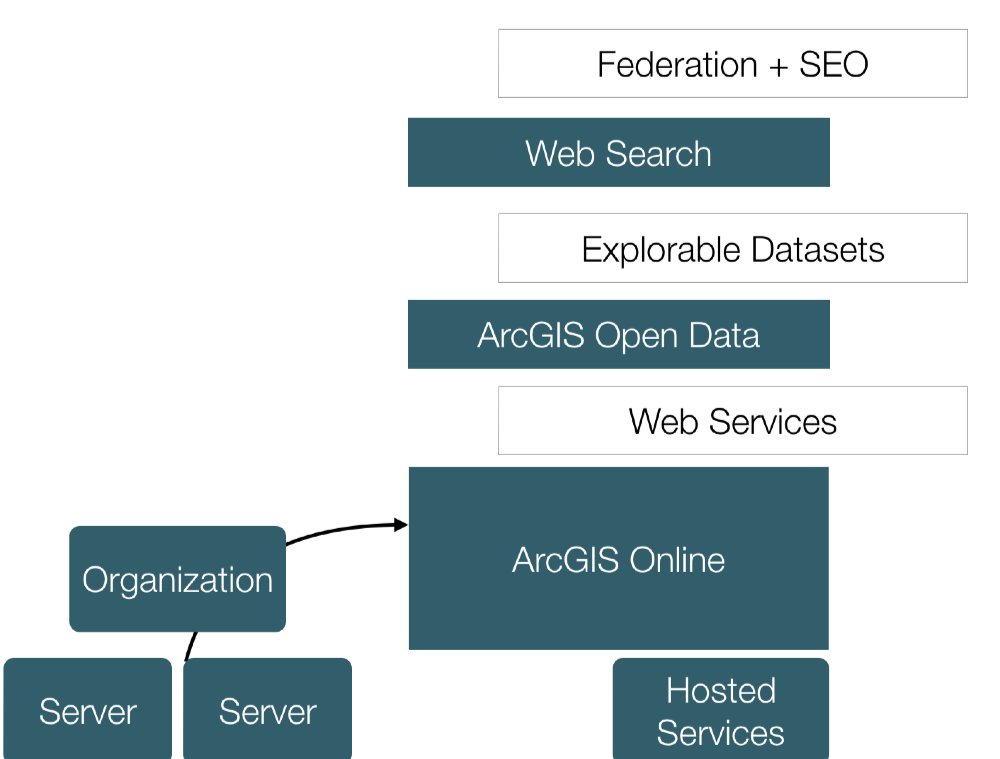 Federation + SEO
Web Search
Explorable Datasets
ArcGIS Open Data
Web Services
ArcGIS Online
Organization
Server
Server
Hosted
Services